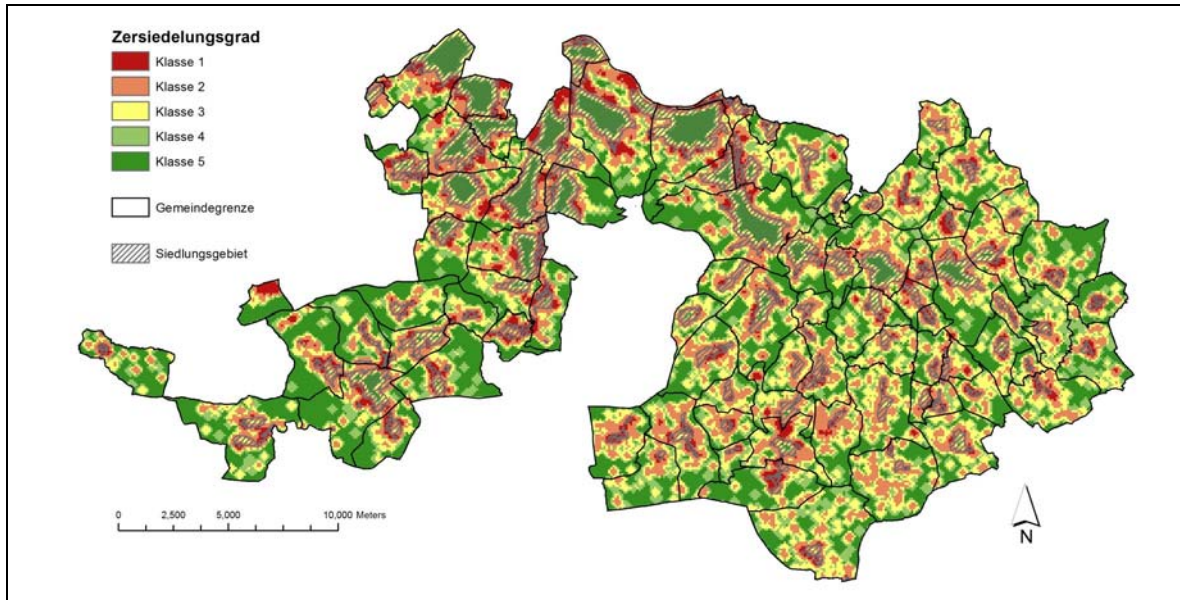 Zersiedelungsgrad
Klasse 1
Klasse 2
Klasse 3
Klasse 4
Klasse 5
Gemeindegrenze
Siedlungsgebiet
0 2,500 5,000 10,000 Meters
N